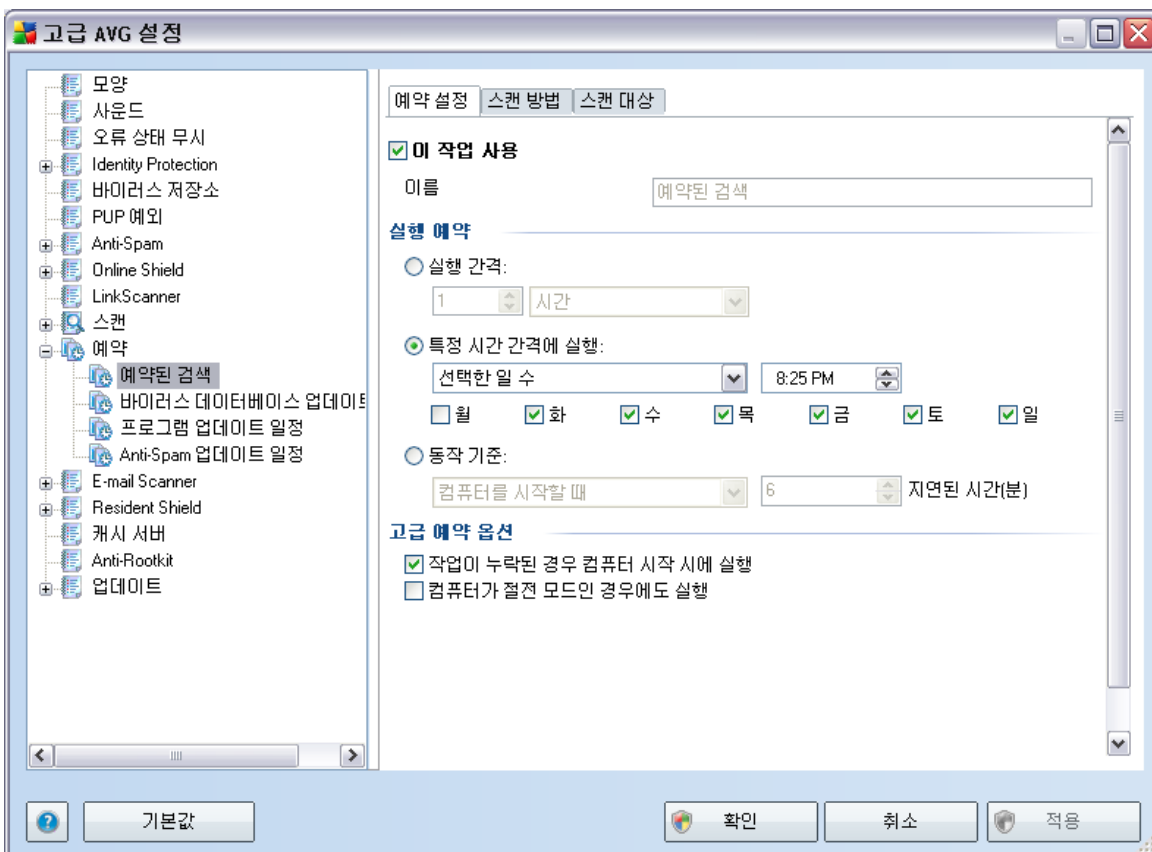 고급 AVG 설정
모양
사운드
오류 상태 무시
Identity Protection
바이러스 저장소
PUP 예외
Anti-Spam
Online Shield
LinkScanner
스캔
예약
예약된 검색
바이러스 데이터베이스 업데이트
프로그램 업데이트 일정
Anti-Spam 업데이트 일정
E-mail Scanner
Resident Shield
캐시 서버
Anti-Rootkit
업데이트
예약 설정 스캔 방법 스캔 대상
이 작업 사용
이름 예약된 검색
실행 예약
실행 간격:
1 시간
특정 시간 간격에 실행:
선택한 일 수 8:25 PM
월 화 수 목 금 토 일
동작 기준:
컴퓨터를 시작할 때 6 지연된 시간(분)
고급 예약 옵션
작업이 누락된 경우 컴퓨터 시작 시에 실행
컴퓨터가 절전 모드인 경우에도 실행
기본값 확인 취소 적용